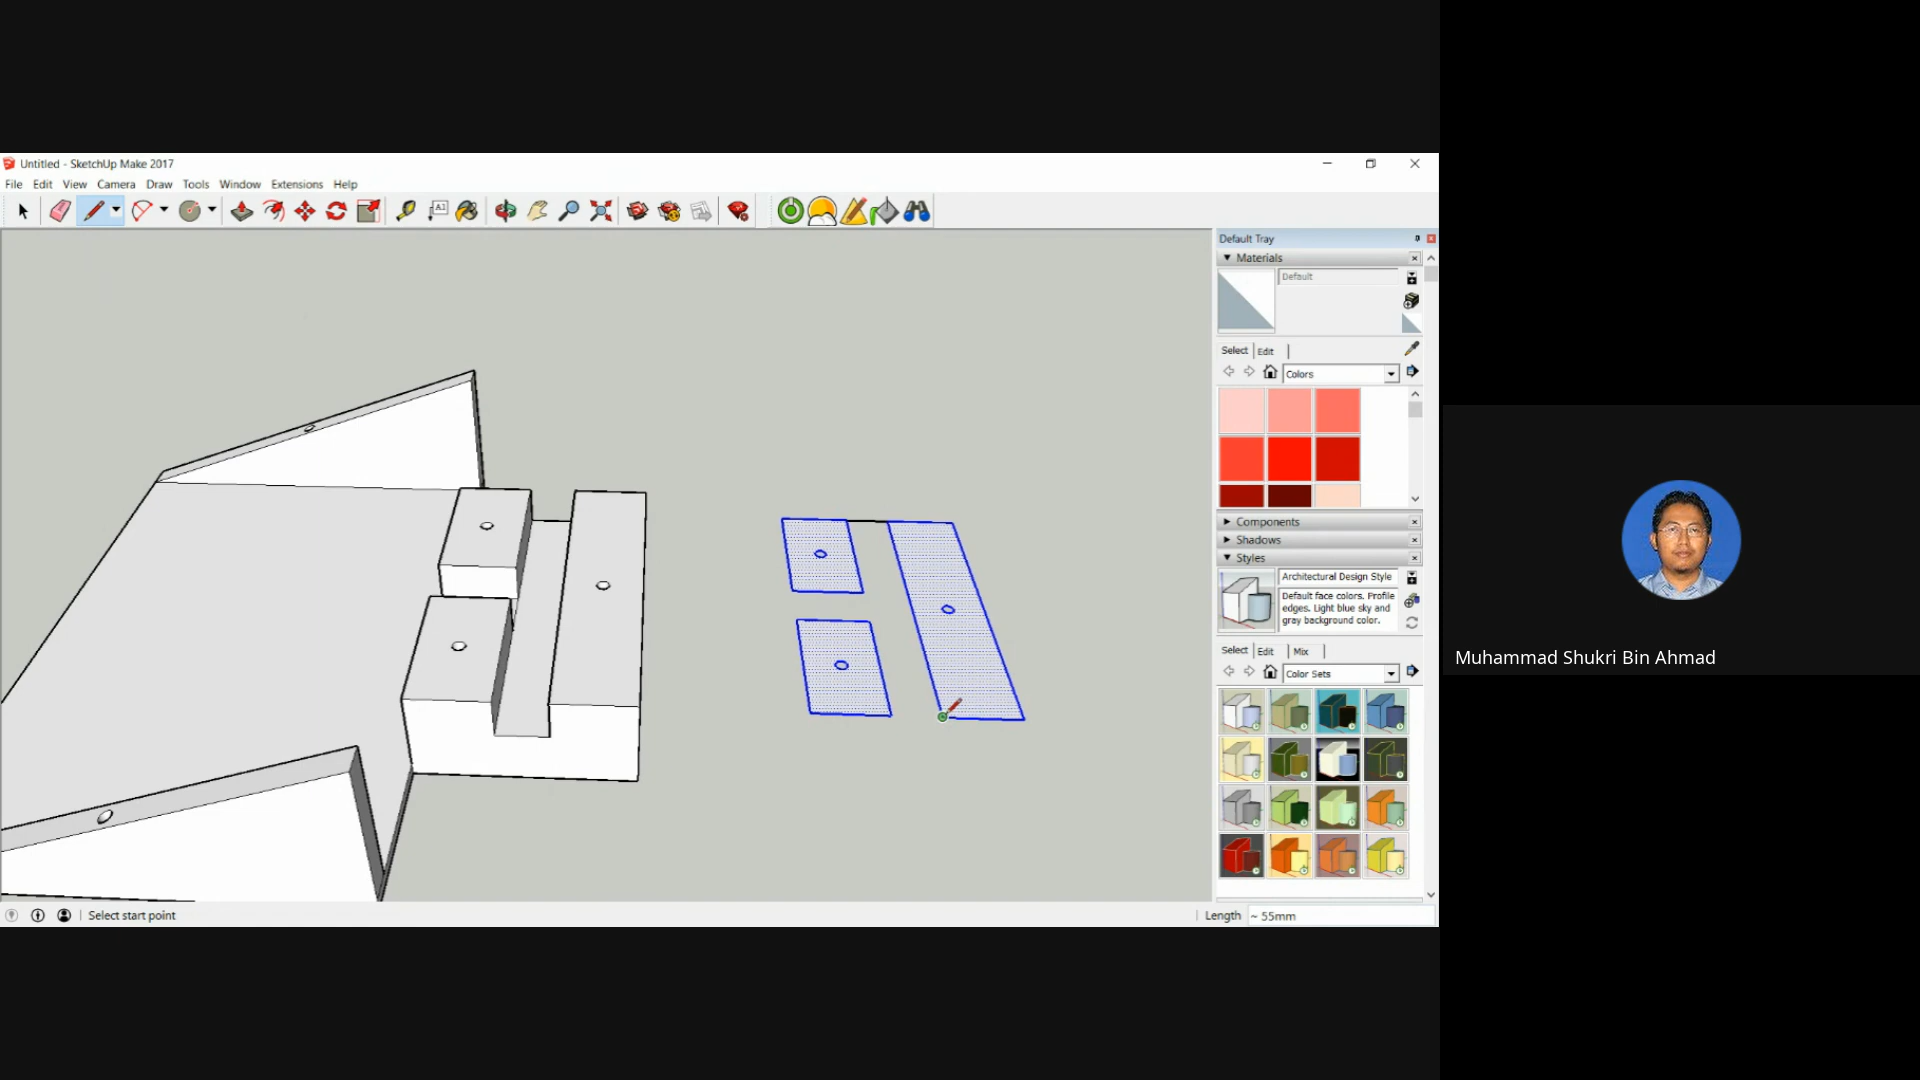 Untitled - SketchUp Make 2017
File Edit View Camera Draw Tools Window Extensions Help
A1
Default Tray
Materials
Default
Select Edit
Colors
Components
Shadows
Styles
Architectural Design Style
Default face colors. Profile
edges. Light blue sky and
gray background color.
Select Edit Mix
Color Sets
Select start point
Length ~ 55mm
Muhammad Shukri Bin Ahmad